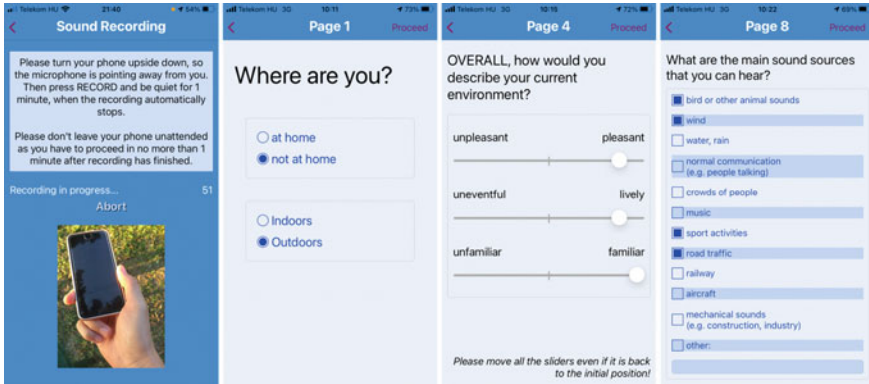 Telekom HU 21:40 54%
Sound Recording
Please turn your phone upside down, so
the microphone is pointing away from you.
Then press RECORD and be quiet for 1
minute, when the recording automatically
stops.
Please don't leave your phone unattended
as you have to proceed in no more than 1
minute after recording has finished.
Recording in progress... 51
Abort
Telekom HU 3G 10:11 73%
Page 1 Proceed
Where are you?
at home
not at home
Indoors
Outdoors
Telekom HU 3G 10:15 72%
Page 4 Proceed
OVERALL, how would you
describe your current
environment?
unpleasant pleasant
uneventful lively
unfamiliar familiar
Please move all the sliders even if it is back
to the initial position!
Telekom HU 3G 10:22 69%
Page 8 Proceed
What are the main sound sources
that you can hear?
bird or other animal sounds
wind
water, rain
normal communication
(e.g. people talking)
crowds of people
music
sport activities
road traffic
railway
aircraft
mechanical sounds
(e.g. construction, industry)
other: